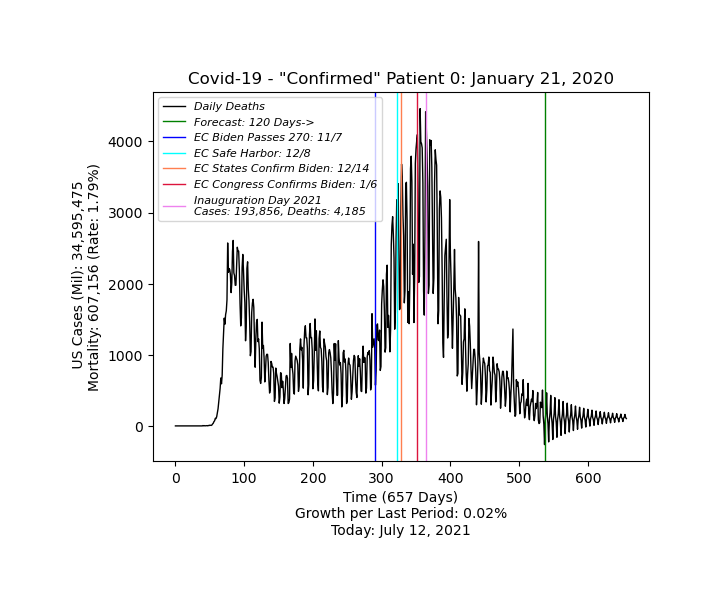 Covid-19 - "Confirmed" Patient 0: January 21, 2020
Daily Deaths
Forecast: 120 Days->
EC Biden Passes 270: 11/7
EC Safe Harbor: 12/8
EC States Confirm Biden: 12/14
EC Congress Confirms Biden: 1/6
Inauguration Day 2021
Cases: 193,856, Deaths: 4,185
US Cases (Mil): 34,595,475
Mortality: 607,156 (Rate: 1.79%)
4000
3000
2000
1000
0
0 100 200 300 400 500 600
Time (657 Days)
Growth per Last Period: 0.02%
Today: July 12, 2021